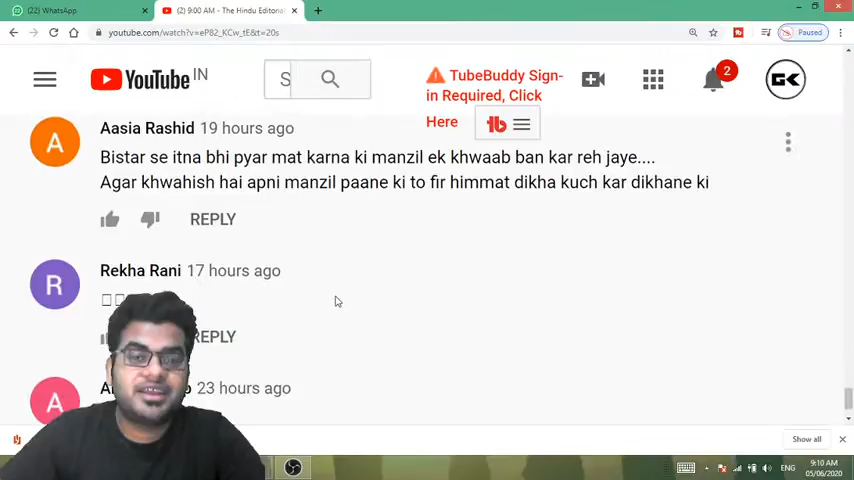 (22) WhatsApp
(2) 9:00 AM - The Hindu Editorial
youtube.com/watch?v=eP82_KCw_tE&t=20s
Paused
YouTube IN
S
TubeBuddy Sign-
in Required, Click
Here
tb
2
GK
A
Aasia Rashid 19 hours ago
Bistar se itna bhi pyar mat karna ki manzil ek khwaab ban kar reh jaye....
Agar khwahish hai apni manzil paane ki to fir himmat dikha kuch kar dikhane ki
REPLY
R
Rekha Rani 17 hours ago
REPLY
A
23 hours ago
Show all
ENG
9:10 AM
05/06/2020